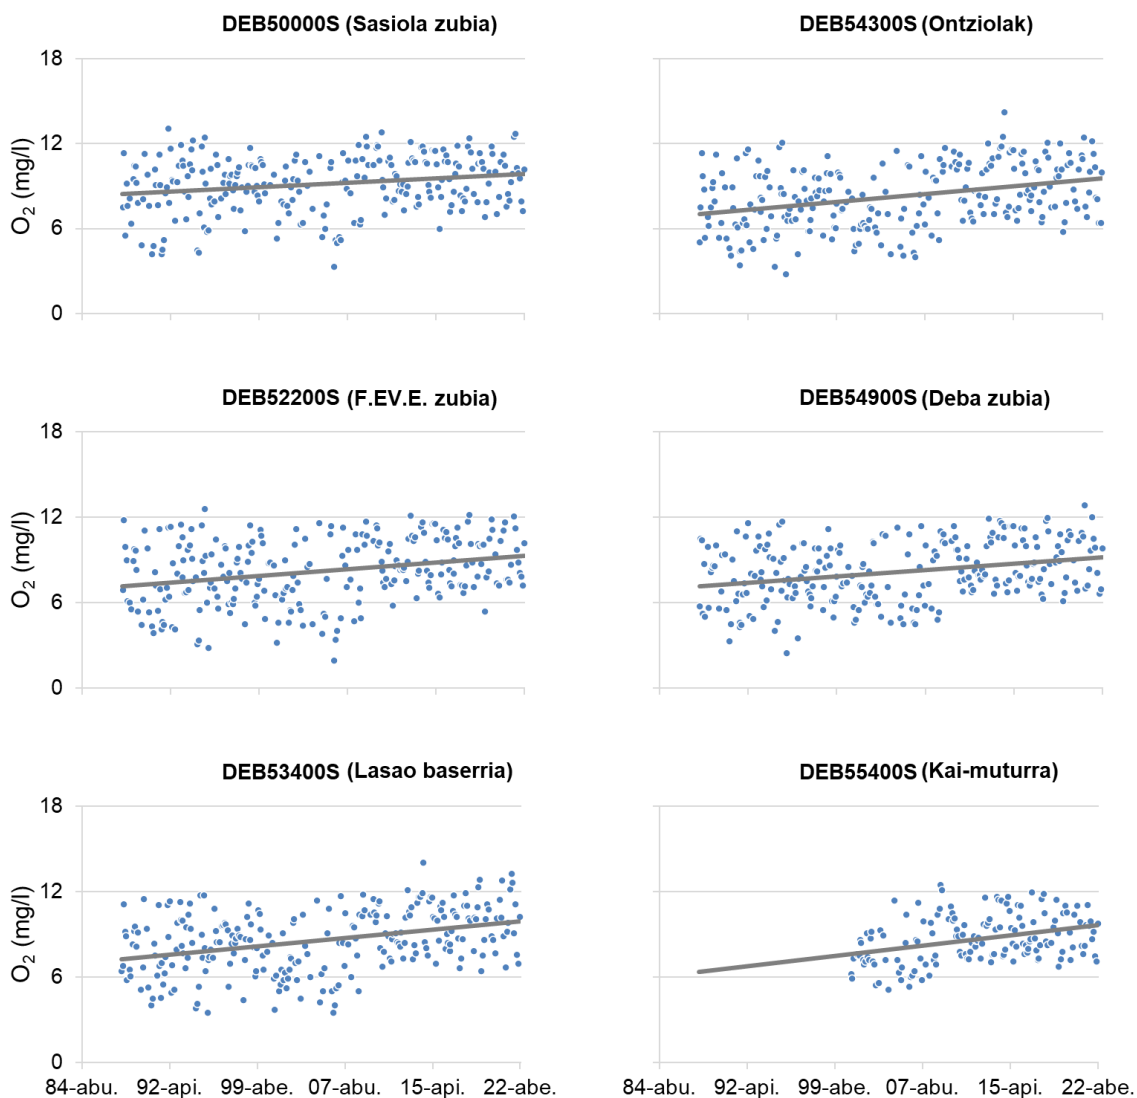 DEB50000S (Sasiola zubia)
DEB54300S (Ontziolak)
18
12
6
0
O₂ (mg/l)
DEB52200S (F.EV.E. zubia)
DEB54900S (Deba zubia)
18
12
6
0
O₂ (mg/l)
DEB53400S (Lasao baserria)
DEB55400S (Kai-muturra)
18
12
6
0
O₂ (mg/l)
84-abu. 92-api. 99-abe. 07-abu. 15-api. 22-abe.
84-abu. 92-api. 99-abe. 07-abu. 15-api. 22-abe.